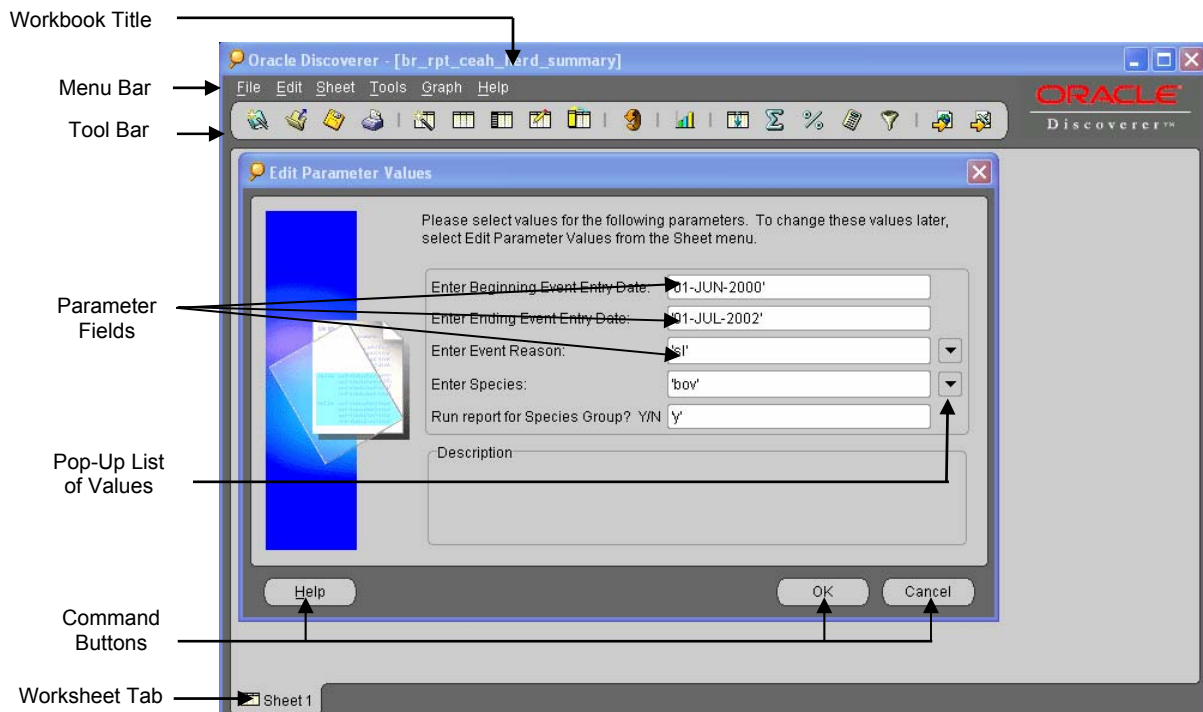 Workbook Title
Oracle Discoverer - [br_rpt_ceah_herd_summary]
Menu Bar
File Edit Sheet Tools Graph Help
ORACLE
Discoverer™
Tool Bar
Edit Parameter Values
Please select values for the following parameters. To change these values later,
select Edit Parameter Values from the Sheet menu.
Parameter
Fields
Enter Beginning Event Entry Date: '01-JUN-2000'
Enter Ending Event Entry Date: '01-JUL-2002'
Enter Event Reason: 'sl'
Enter Species: 'bov'
Run report for Species Group? Y/N 'y'
Description
Pop-Up List
of Values
Help OK Cancel
Command
Buttons
Worksheet Tab
Sheet 1